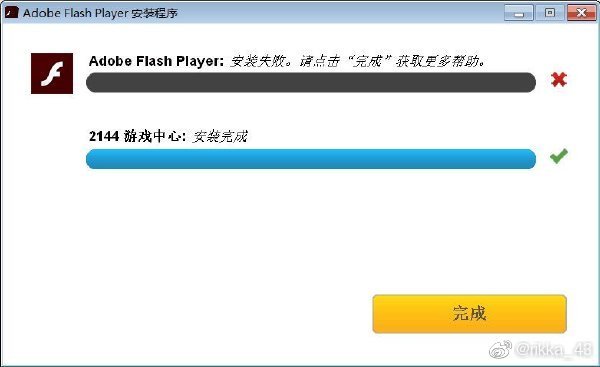 Adobe Flash Player 安装程序
Adobe Flash Player: 安装失败。请点击“完成”获取更多帮助。
2144 游戏中心: 安装完成
完成
@rikka_43